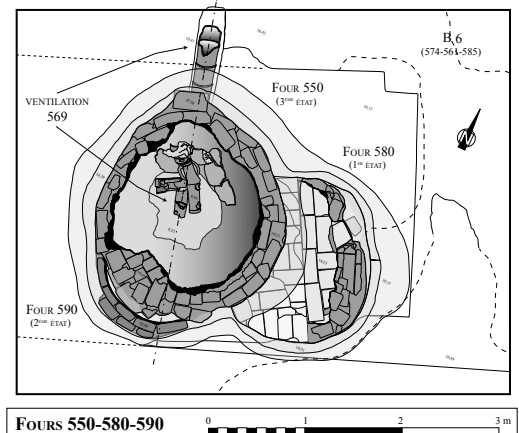 B 6
(574-561-585)
FOUR 550
(3ème ÉTAT)
VENTILATION
569
FOUR 580
(1er ÉTAT)
N
FOUR 590
(2ème ÉTAT)
FOURS 550-580-590
0 1 2 3 m